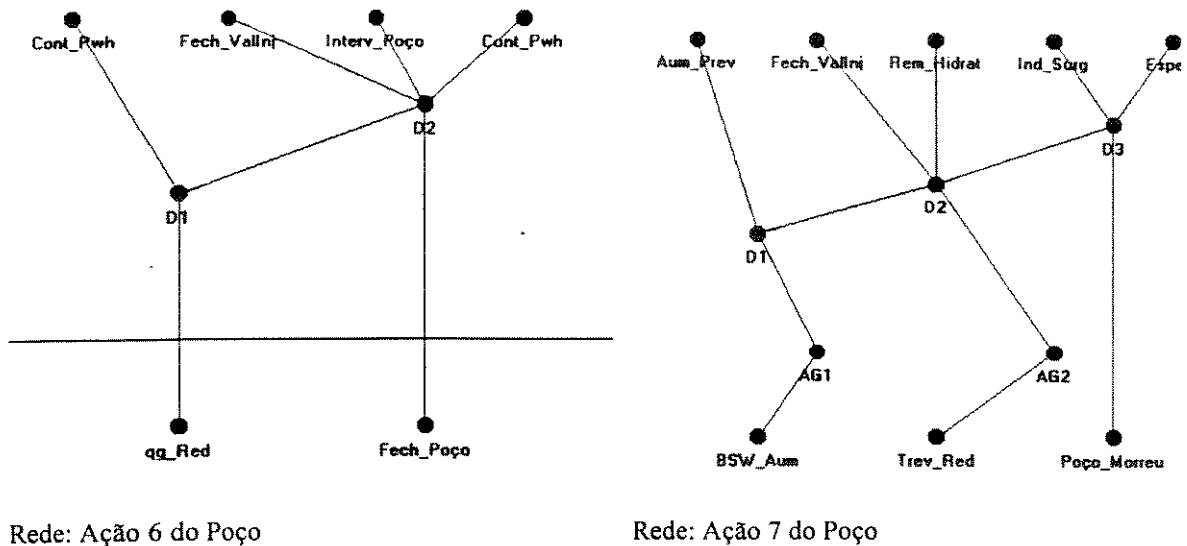 Cont_Pwh Fech_ValInj Interv_Poço Cont_Pwh
D2
D1
qg_Red Fech_Poço
Rede: Ação 6 do Poço
Aum_Prev Fech_ValInj Rem_Hidrat Ind_Surg Espe
D3
D2
D1
AG1 AG2
BSW_Aum Trev_Red Poço_Morreu
Rede: Ação 7 do Poço